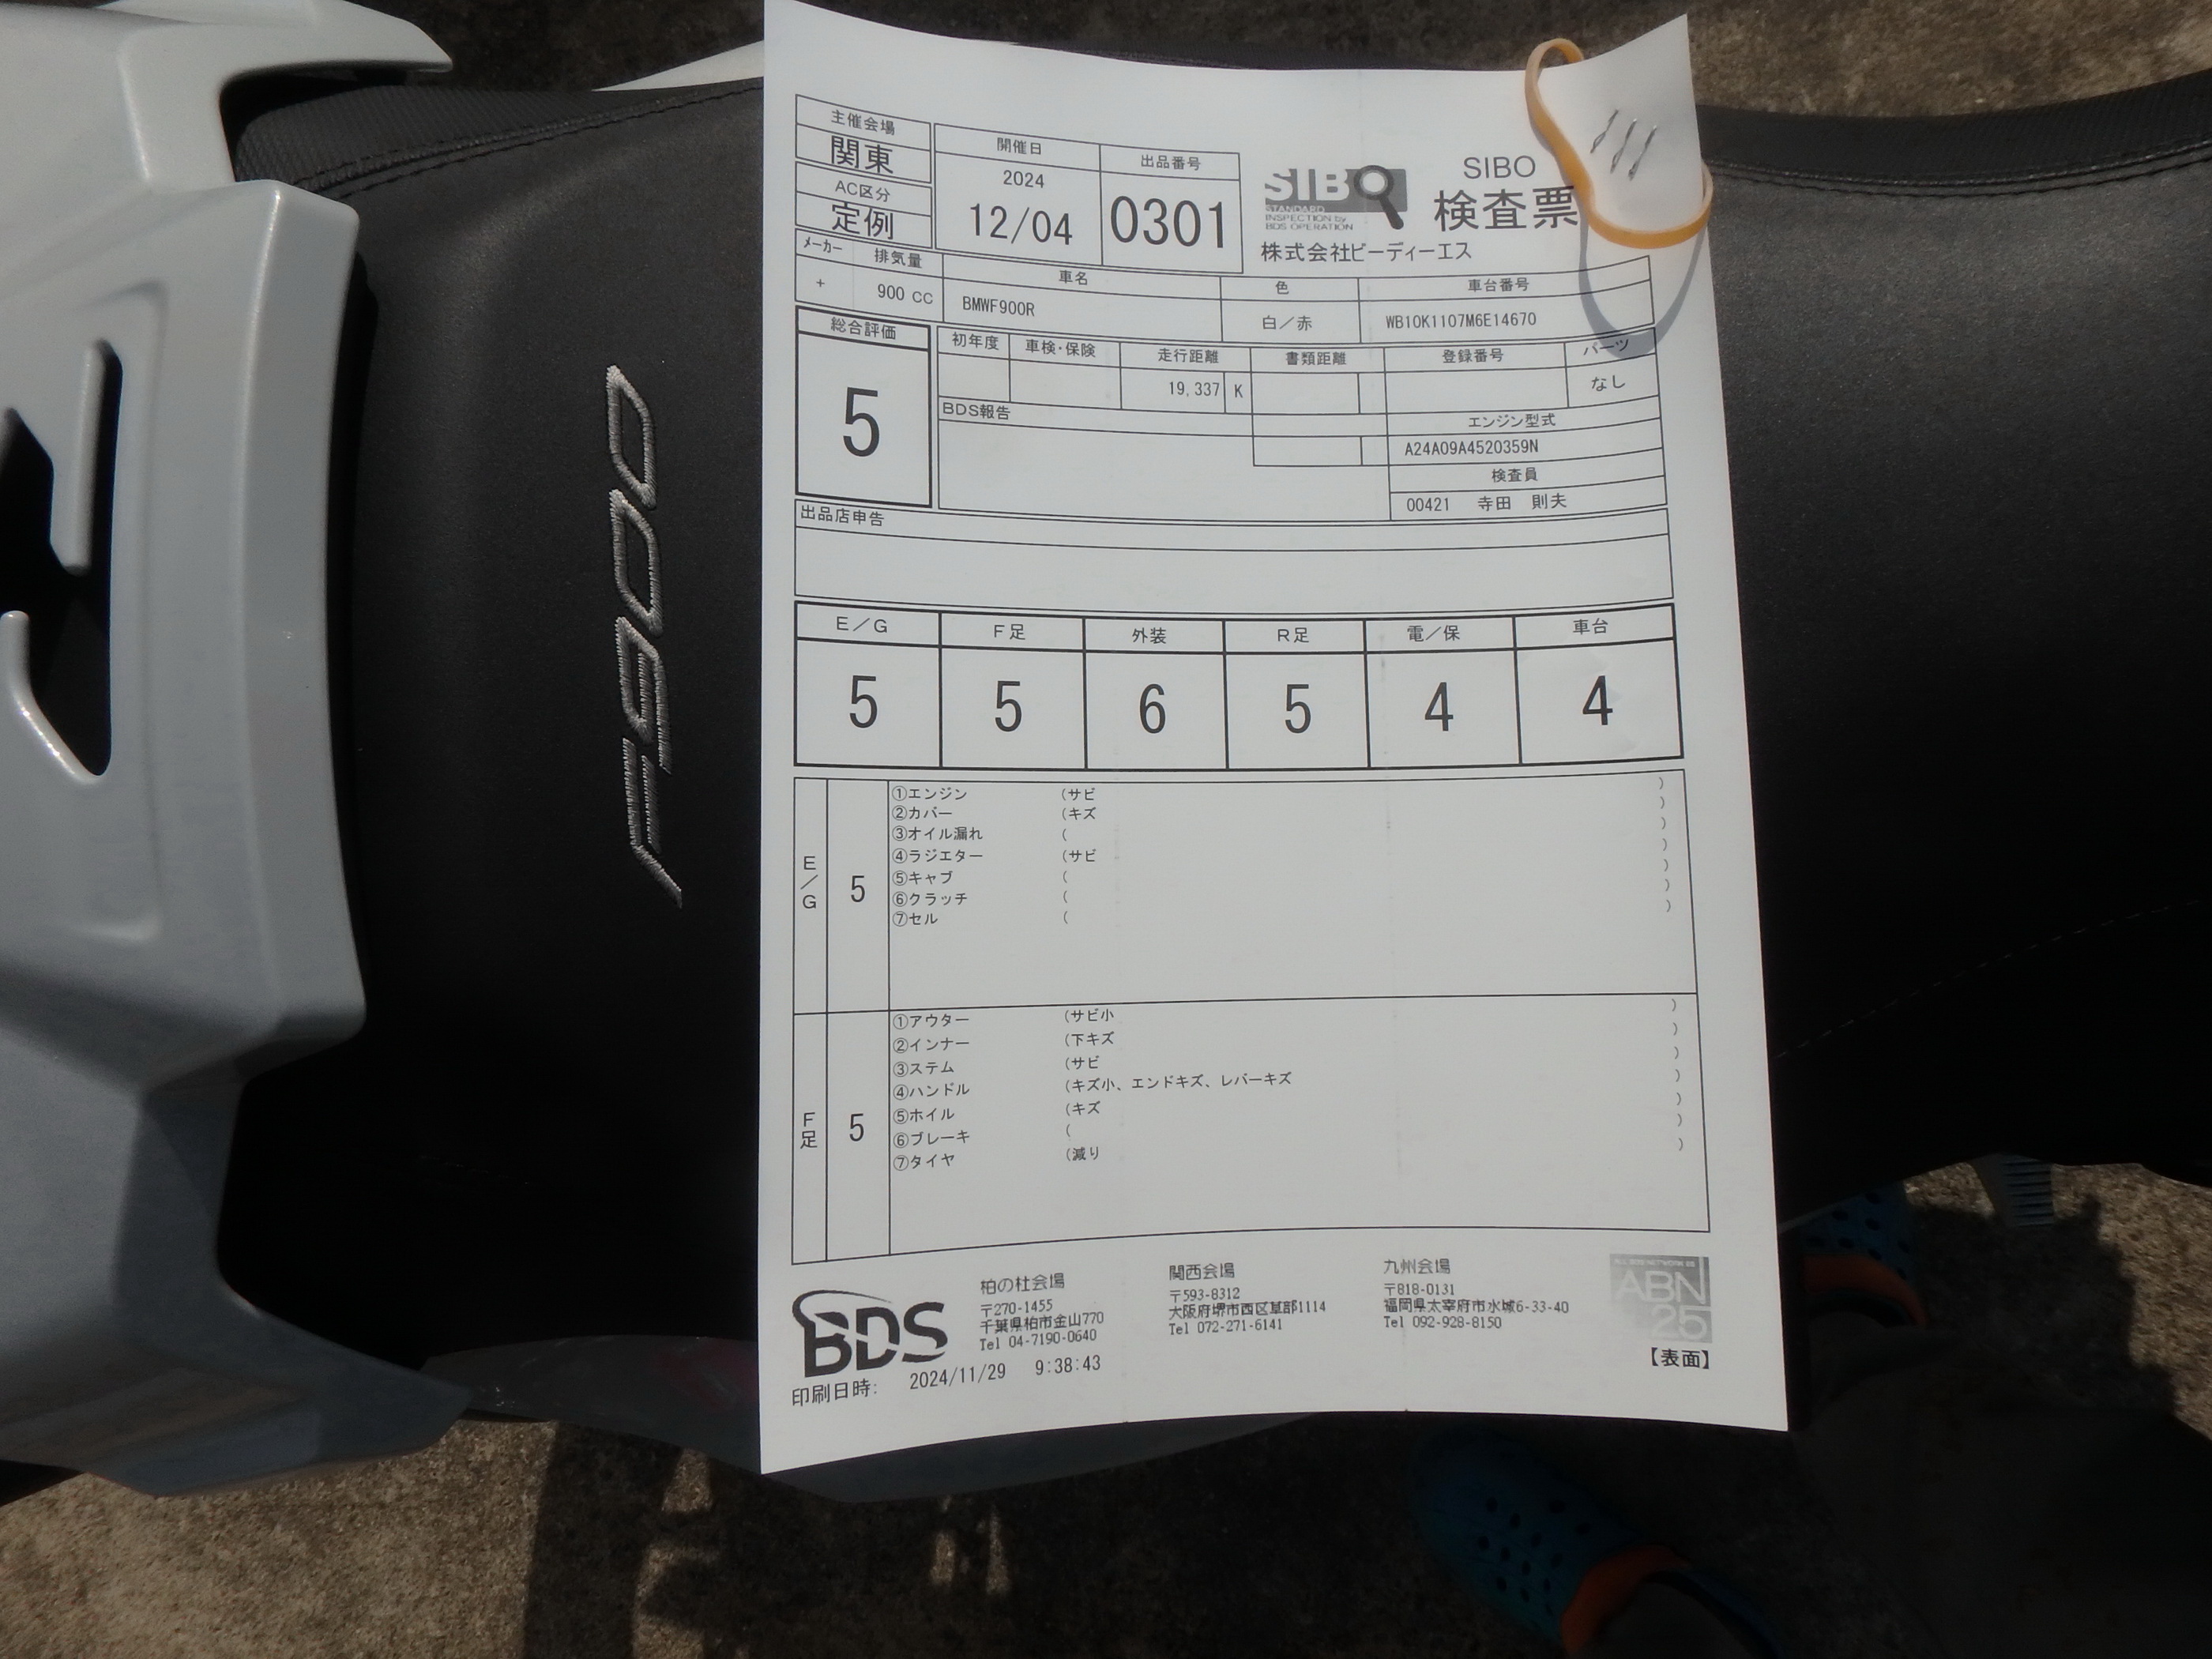 主催会場
関東
AC区分
定例
開催日
2024
12/04
出品番号
0301
SIBO
STANDARD
INSPECTION by
BDS OPERATION
SIBO
検査票
株式会社ビーディーエス
メーカー 排気量
+ 900 CC
車名
BMWF900R
色
白/赤
車台番号
WB10K1107M6E14670
総合評価
5
初年度 車検・保険 走行距離 書類距離 登録番号 パーツ
19,337 K なし
BDS報告
エンジン型式
A24A09A4520359N
検査員
00421 寺田 則夫
出品店申告
E/G F足 外装 R足 電/保 車台
5 5 6 5 4 4
E/G 5
①エンジン (サビ )
②カバー (キズ )
③オイル漏れ ( )
④ラジエター (サビ )
⑤キャブ ( )
⑥クラッチ ( )
⑦セル ( )
F足 5
①アウター (サビ小 )
②インナー (下キズ )
③ステム (サビ )
④ハンドル (キズ小、エンドキズ、レバーキズ )
⑤ホイル (キズ )
⑥ブレーキ ( )
⑦タイヤ (減り )
BDS
柏の杜会場
〒270-1455
千葉県柏市金山770
Tel 04-7190-0640
関西会場
〒593-8312
大阪府堺市西区草部1114
Tel 072-271-6141
九州会場
〒818-0131
福岡県太宰府市水城6-33-40
Tel 092-928-8150
ABN
25
【表面】
印刷日時: 2024/11/29 9:38:43
F900